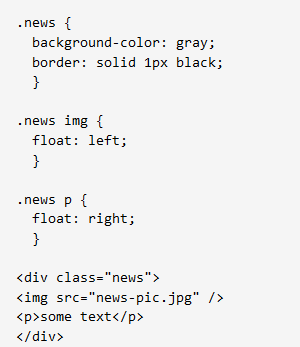 .news {
  background-color: gray;
  border: solid 1px black;
  }

.news img {
  float: left;
  }

.news p {
  float: right;
  }

<div class="news">
<img src="news-pic.jpg" />
<p>some text</p>
</div>